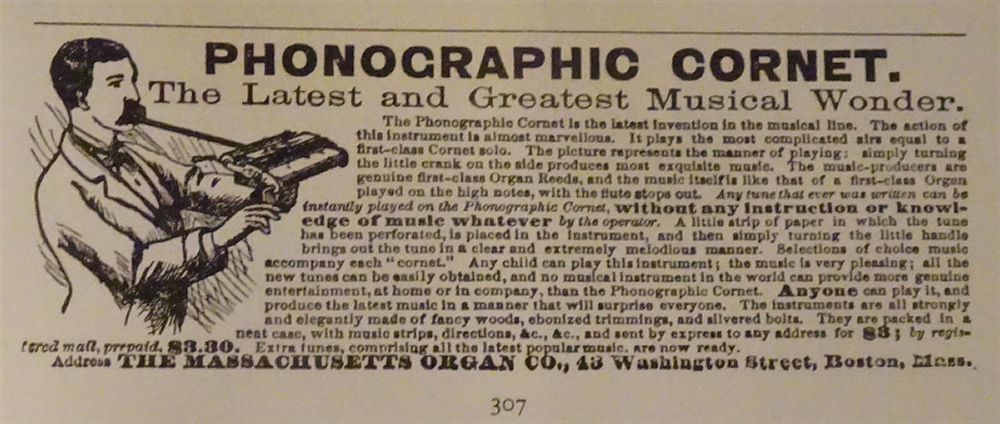 PHONOGRAPHIC CORNET.
The Latest and Greatest Musical Wonder.
The Phonographic Cornet is the latest invention in the musical line. The action of
this instrument is almost marvellous. It plays the most complicated airs equal to a
first-class Cornet solo. The picture represents the manner of playing; simply turning
the little crank on the side produces most exquisite music. The music-producers are
genuine first-class Organ Reeds, and the music itself is like that of a first-class Organ
played on the high notes, with the flute stops out. Any tune that ever was written can be
instantly played on the Phonographic Cornet, without any instruction or knowl-
edge of music whatever by the operator. A little strip of paper in which the tune
has been perforated, is placed in the instrument, and then simply turning the little handle
brings out the tune in a clear and extremely melodious manner. Selections of choice music
accompany each "cornet." Any child can play this instrument; the music is very pleasing; all the
new tunes can be easily obtained, and no musical instrument in the world can provide more genuine
entertainment, at home or in company, than the Phonographic Cornet. Anyone can play it, and
produce the latest music in a manner that will surprise everyone. The instruments are all strongly
and elegantly made of fancy woods, ebonized trimmings, and silvered bolts. They are packed in a
neat case, with music strips, directions, &c., &c., and sent by express to any address for $3; by regis-
tered mail, prepaid, $3.30. Extra tunes, comprising all the latest popular music, are now ready.
Address THE MASSACHUSETTS ORGAN CO., 43 Washington Street, Boston, Mass.
307